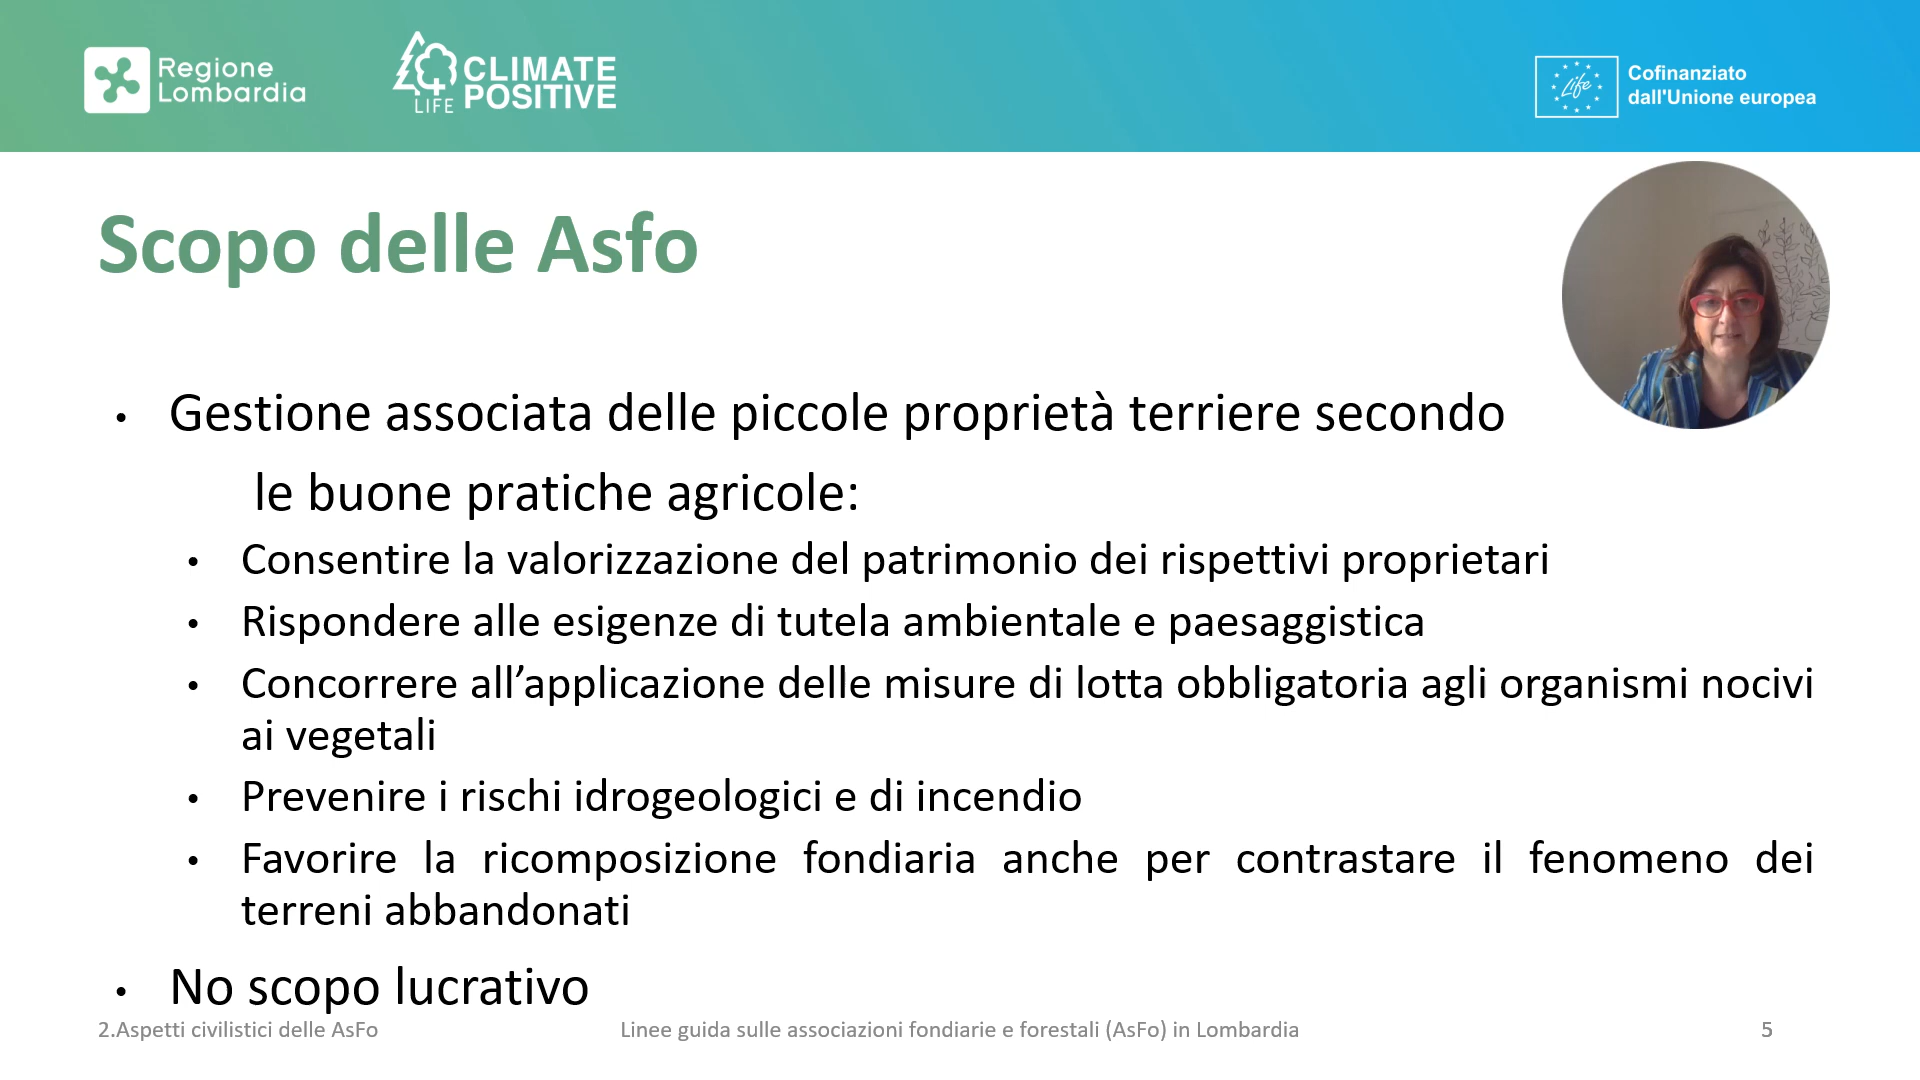 Regione
Lombardia
LIFE
CLIMATE
POSITIVE
Life
Cofinanziato
dall'Unione europea
Scopo delle Asfo
• Gestione associata delle piccole proprietà terriere secondo
le buone pratiche agricole:
• Consentire la valorizzazione del patrimonio dei rispettivi proprietari
• Rispondere alle esigenze di tutela ambientale e paesaggistica
• Concorrere all’applicazione delle misure di lotta obbligatoria agli organismi nocivi
ai vegetali
• Prevenire i rischi idrogeologici e di incendio
• Favorire la ricomposizione fondiaria anche per contrastare il fenomeno dei
terreni abbandonati
• No scopo lucrativo
2.Aspetti civilistici delle AsFo
Linee guida sulle associazioni fondiarie e forestali (AsFo) in Lombardia
5